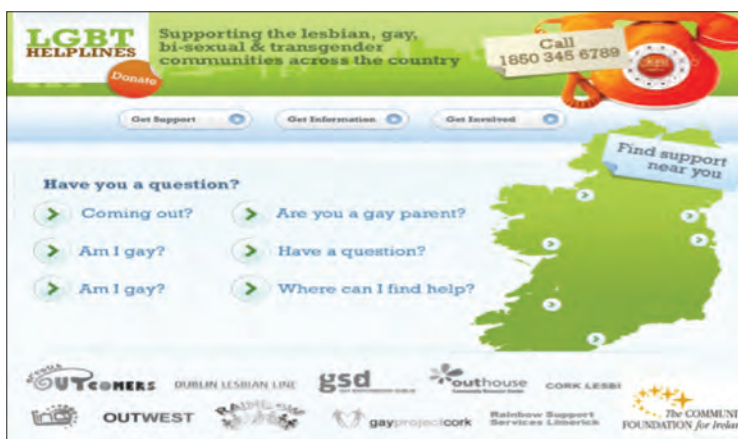 LGBT
HELPLINES
Supporting the lesbian, gay,
bi-sexual & transgender
communities across the country
Call
1850 345 6789
Donate
Get Support
Get Information
Get Involved
Find support
near you
Have you a question?
Coming out?
Are you a gay parent?
Am I gay?
Have a question?
Am I gay?
Where can I find help?
OUTCOMERS
DUBLIN LESBIAN LINE
gsd
outhouse
CORK LESBI
OUTWEST
gayprojectcork
Rainbow Support
Services Limerick
The COMMUNI
FOUNDATION for Irelan